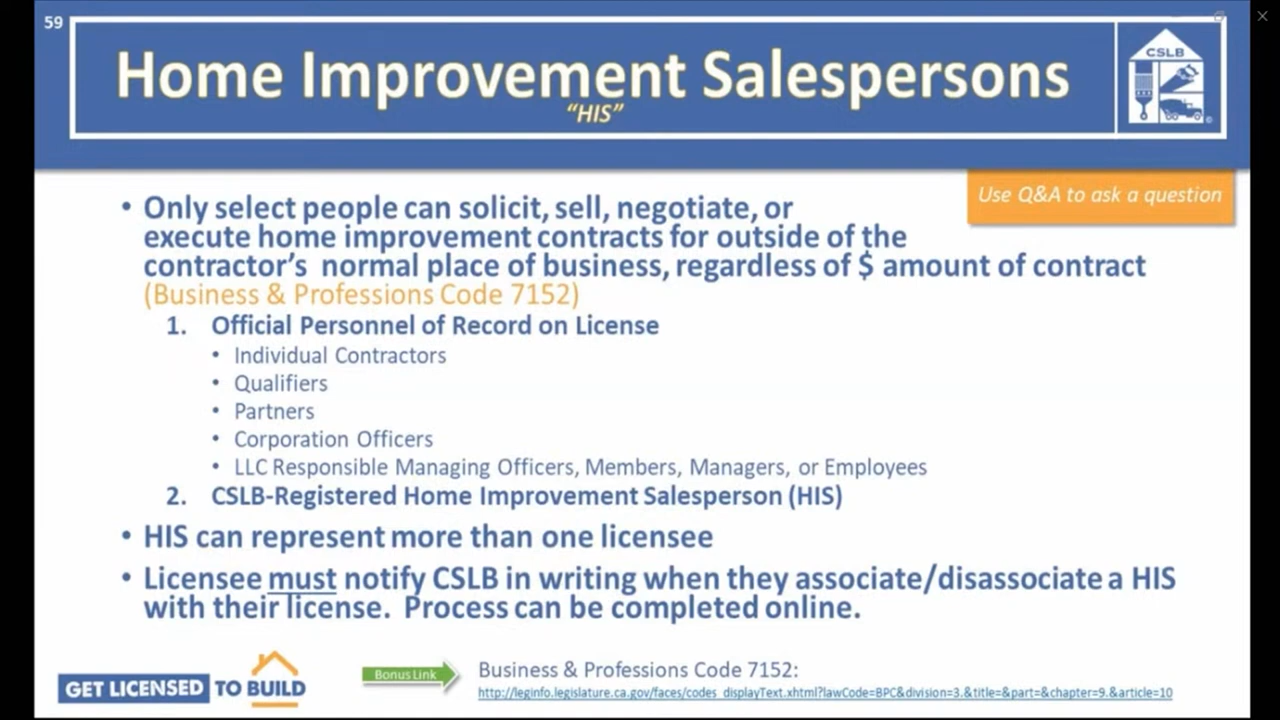 59
Home Improvement Salespersons
"HIS"
CSLB
Use Q&A to ask a question
• Only select people can solicit, sell, negotiate, or
execute home improvement contracts for outside of the
contractor's normal place of business, regardless of $ amount of contract
(Business & Professions Code 7152)
1. Official Personnel of Record on License
• Individual Contractors
• Qualifiers
• Partners
• Corporation Officers
• LLC Responsible Managing Officers, Members, Managers, or Employees
2. CSLB-Registered Home Improvement Salesperson (HIS)
• HIS can represent more than one licensee
• Licensee must notify CSLB in writing when they associate/disassociate a HIS
with their license. Process can be completed online.
GET LICENSED TO BUILD
Bonus Link
Business & Professions Code 7152:
http://leginfo.legislature.ca.gov/faces/codes_displayText.xhtml?lawCode=BPC&division=3.&title=&part=&chapter=9.&article=10